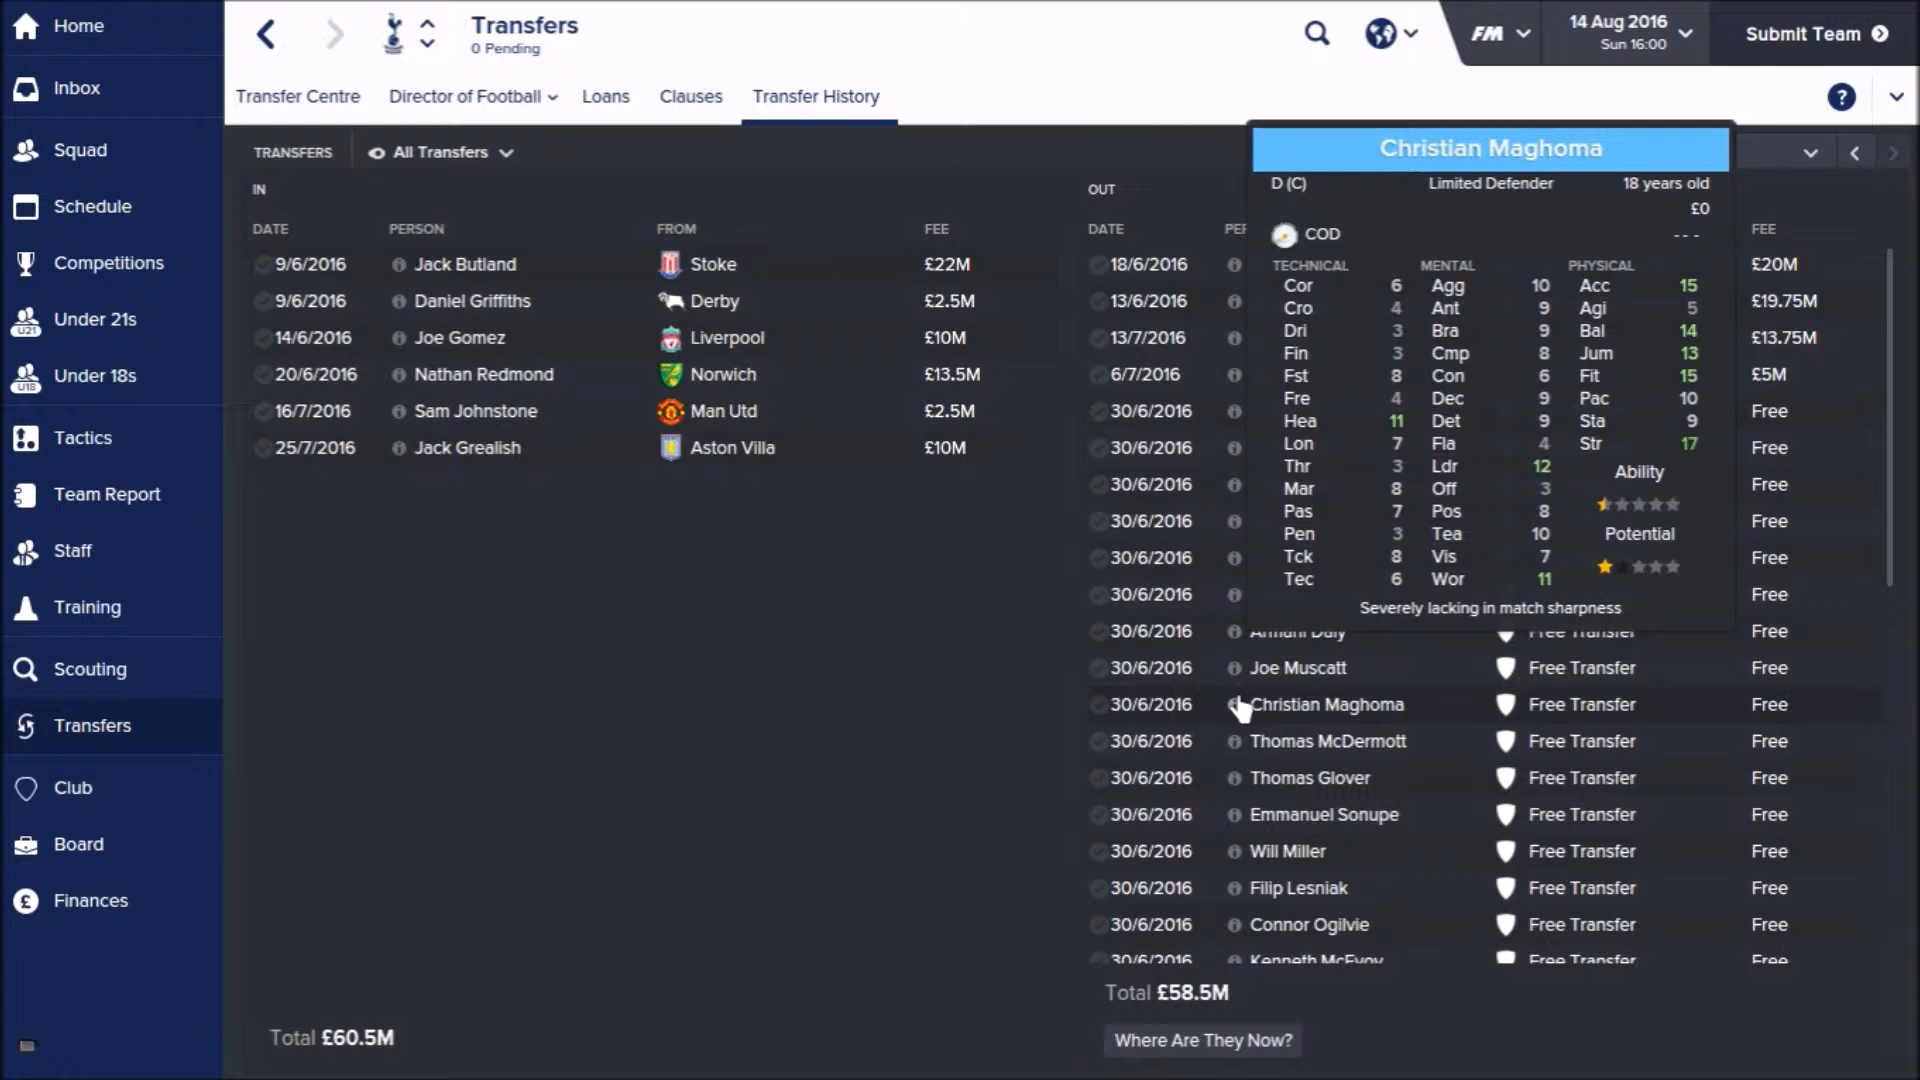 Home
Inbox
Squad
Schedule
Competitions
Under 21s
U21
Under 18s
U18
Tactics
Team Report
Staff
Training
Scouting
Transfers
Club
Board
Finances
Transfers
0 Pending
FM
14 Aug 2016
Sun 16:00
Submit Team
Transfer Centre Director of Football Loans Clauses Transfer History
?
TRANSFERS All Transfers
IN
DATE PERSON FROM FEE
9/6/2016 Jack Butland Stoke £22M
9/6/2016 Daniel Griffiths Derby £2.5M
14/6/2016 Joe Gomez Liverpool £10M
20/6/2016 Nathan Redmond Norwich £13.5M
16/7/2016 Sam Johnstone Man Utd £2.5M
25/7/2016 Jack Grealish Aston Villa £10M
Total £60.5M
OUT
DATE PER FEE
18/6/2016 £20M
13/6/2016 £19.75M
13/7/2016 £13.75M
6/7/2016 £5M
30/6/2016 Free
30/6/2016 Free
30/6/2016 Free
30/6/2016 Free
30/6/2016 Free
30/6/2016 Free
30/6/2016 Armani Daly Free Transfer Free
30/6/2016 Joe Muscatt Free Transfer Free
30/6/2016 Christian Maghoma Free Transfer Free
30/6/2016 Thomas McDermott Free Transfer Free
30/6/2016 Thomas Glover Free Transfer Free
30/6/2016 Emmanuel Sonupe Free Transfer Free
30/6/2016 Will Miller Free Transfer Free
30/6/2016 Filip Lesniak Free Transfer Free
30/6/2016 Connor Ogilvie Free Transfer Free
30/6/2016 Kenneth McEvoy Free Transfer Free
Total £58.5M
Where Are They Now?
Christian Maghoma
D (C) Limited Defender 18 years old
£0
COD - - -
TECHNICAL MENTAL PHYSICAL
Cor 6 Agg 10 Acc 15
Cro 4 Ant 9 Agi 5
Dri 3 Bra 9 Bal 14
Fin 3 Cmp 8 Jum 13
Fst 8 Con 6 Fit 15
Fre 4 Dec 9 Pac 10
Hea 11 Det 9 Sta 9
Lon 7 Fla 4 Str 17
Thr 3 Ldr 12 Ability
Mar 8 Off 3
Pas 7 Pos 8
Pen 3 Tea 10 Potential
Tck 8 Vis 7
Tec 6 Wor 11
Severely lacking in match sharpness